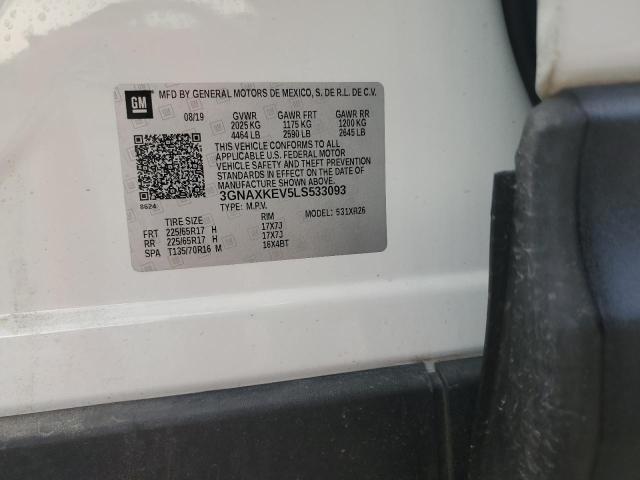 GM MFD BY GENERAL MOTORS DE MEXICO, S. DE R.L. DE C.V.
08/19 GVWR GAWR FRT GAWR RR
2025 KG 1175 KG 1200 KG
4464 LB 2590 LB 2645 LB
THIS VEHICLE CONFORMS TO ALL
APPLICABLE U.S. FEDERAL MOTOR
VEHICLE SAFETY AND THEFT PREVENTION
STANDARDS IN EFFECT ON THE DATE OF
MANUFACTURE SHOWN ABOVE.
3GNAXKEV5LS533093
8624 TYPE: M.P.V. MODEL: 531XR26
TIRE SIZE RIM
FRT 225/65R17 H 17X7J
RR 225/65R17 H 17X7J
SPA T135/70R16 M 16X4BT